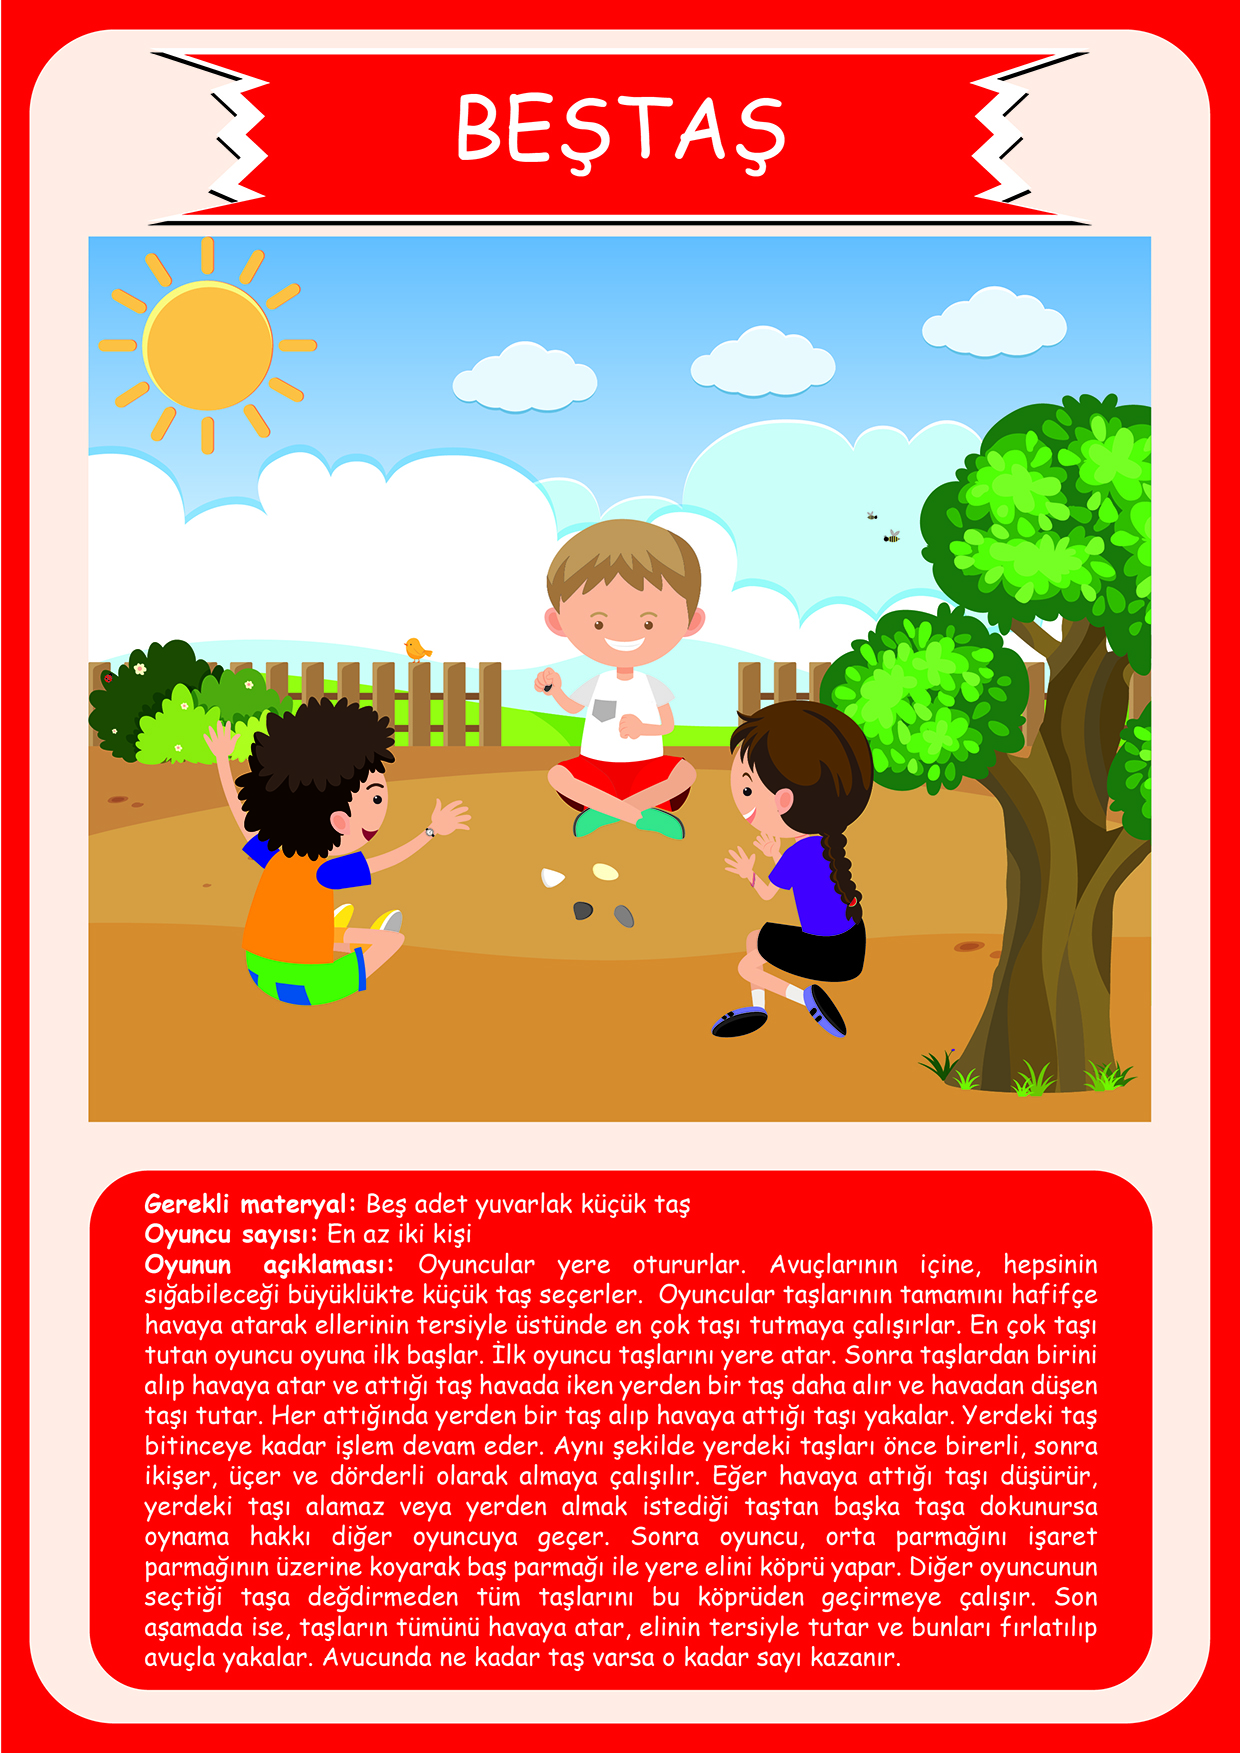 BEŞTAŞ
Gerekli materyal: Beş adet yuvarlak küçük taş
Oyuncu sayısı: En az iki kişi
Oyunun açıklaması: Oyuncular yere otururlar. Avuçlarının içine, hepsinin
sığabileceği büyüklükte küçük taş seçerler. Oyuncular taşlarının tamamını hafifçe
havaya atarak ellerinin tersiyle üstünde en çok taşı tutmaya çalışırlar. En çok taşı
tutan oyuncu oyuna ilk başlar. İlk oyuncu taşlarını yere atar. Sonra taşlardan birini
alıp havaya atar ve attığı taş havada iken yerden bir taş daha alır ve havadan düşen
taşı tutar. Her attığında yerden bir taş alıp havaya attığı taşı yakalar. Yerdeki taş
bitinceye kadar işlem devam eder. Aynı şekilde yerdeki taşları önce birerli, sonra
ikişer, üçer ve dörderli olarak almaya çalışılır. Eğer havaya attığı taşı düşürür,
yerdeki taşı alamaz veya yerden almak istediği taştan başka taşa dokunursa
oynama hakkı diğer oyuncuya geçer. Sonra oyuncu, orta parmağını işaret
parmağının üzerine koyarak baş parmağı ile yere elini köprü yapar. Diğer oyuncunun
seçtiği taşa değdirmeden tüm taşlarını bu köprüden geçirmeye çalışır. Son
aşamada ise, taşların tümünü havaya atar, elinin tersiyle tutar ve bunları fırlatılıp
avuçla yakalar. Avucunda ne kadar taş varsa o kadar sayı kazanır.